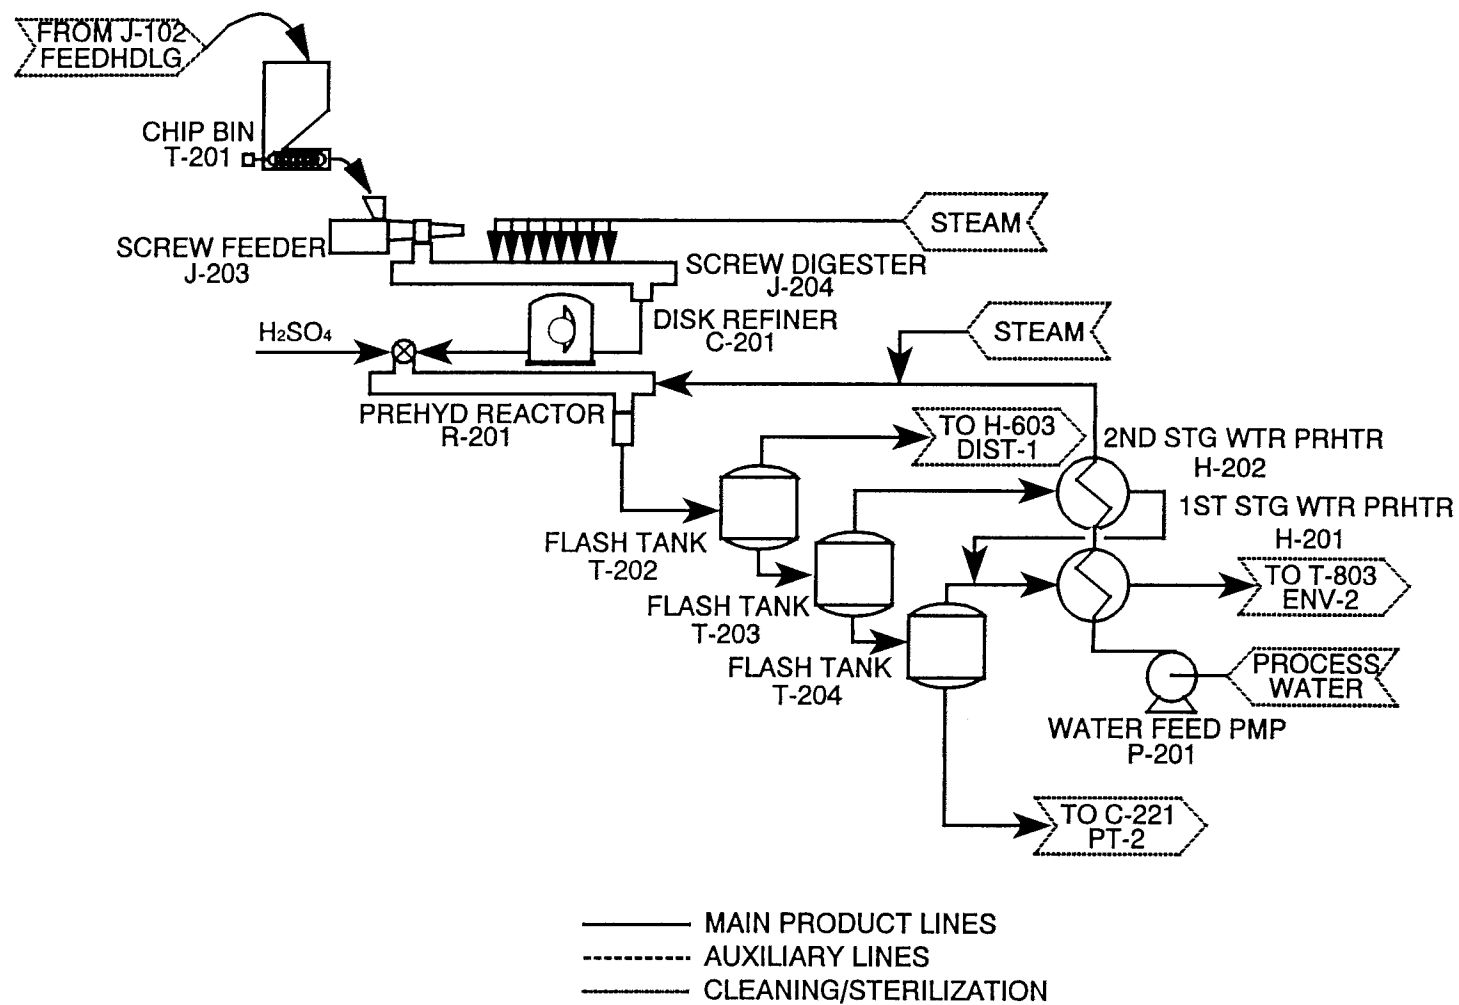 FROM J-102
FEEDHDLG
CHIP BIN
T-201
SCREW FEEDER
J-203
STEAM
SCREW DIGESTER
J-204
H₂SO₄
DISK REFINER
C-201
STEAM
PREHYD REACTOR
R-201
TO H-603
DIST-1
2ND STG WTR PRHTR
H-202
1ST STG WTR PRHTR
H-201
FLASH TANK
T-202
TO T-803
ENV-2
FLASH TANK
T-203
FLASH TANK
T-204
PROCESS
WATER
WATER FEED PMP
P-201
TO C-221
PT-2
MAIN PRODUCT LINES
AUXILIARY LINES
CLEANING/STERILIZATION